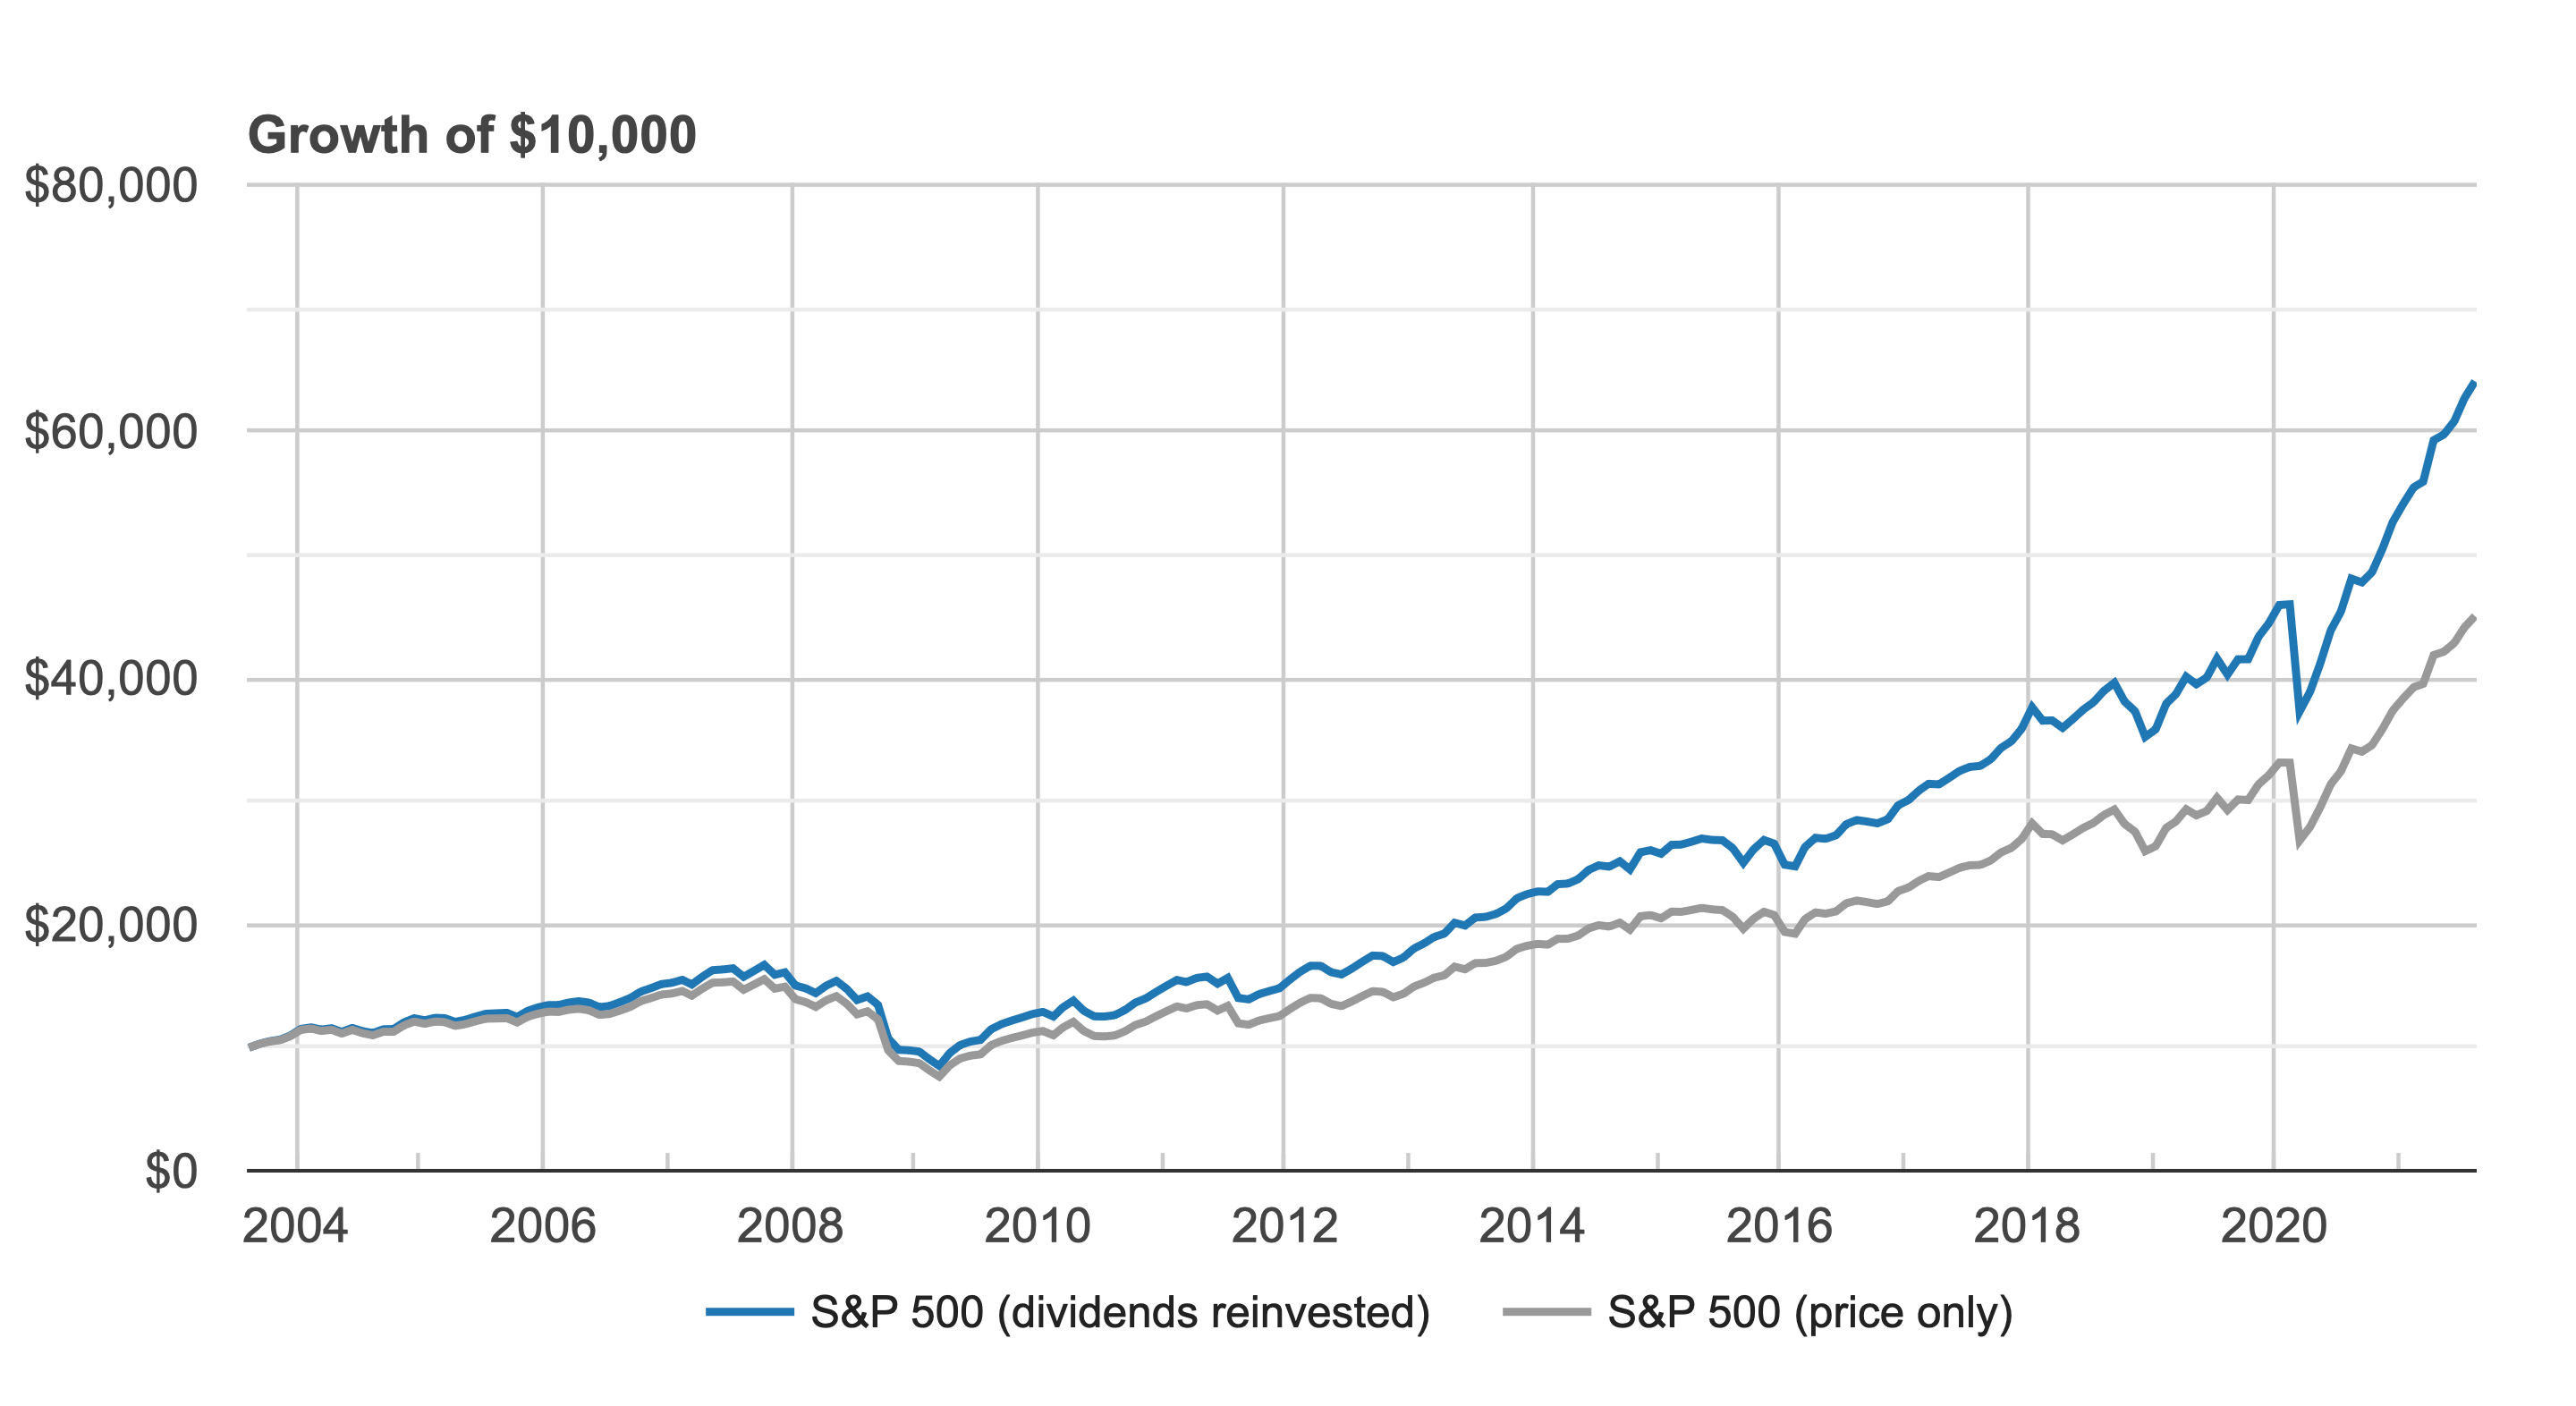 Growth of $10,000
$80,000
$60,000
$40,000
$20,000
$0
2004 2006 2008 2010 2012 2014 2016 2018 2020
S&P 500 (dividends reinvested) S&P 500 (price only)